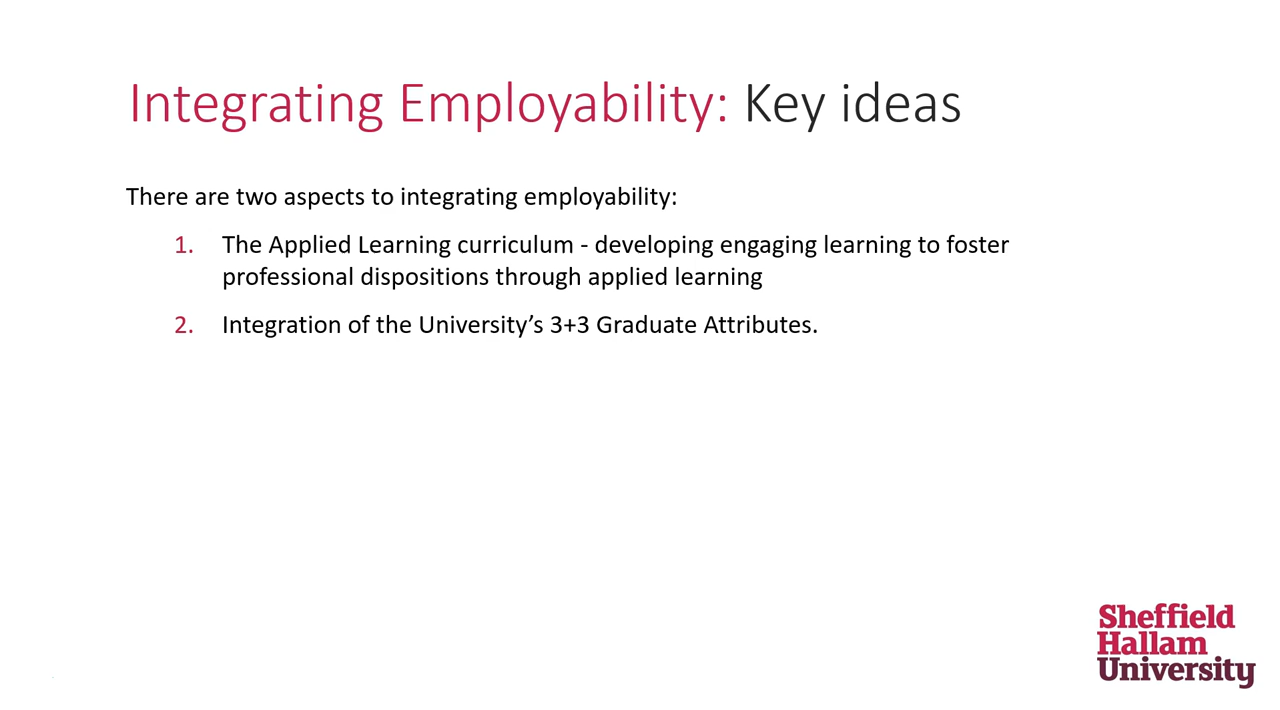 Integrating Employability: Key ideas
There are two aspects to integrating employability:
1. The Applied Learning curriculum - developing engaging learning to foster
professional dispositions through applied learning
2. Integration of the University’s 3+3 Graduate Attributes.
Sheffield
Hallam
University